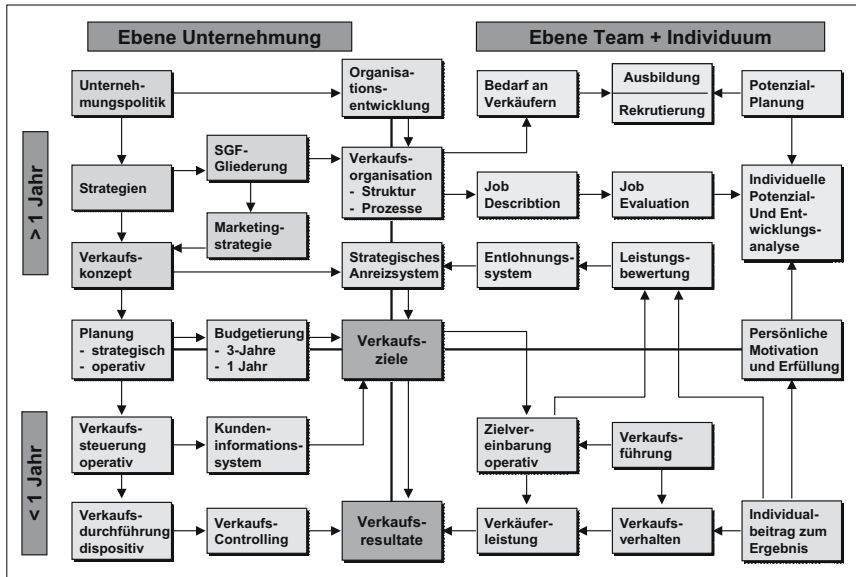 Ebene Unternehmung
Ebene Team + Individuum
> 1 Jahr
< 1 Jahr
Unterneh-
mungspolitik
Organisa-
tions-
entwicklung
Bedarf an
Verkäufern
Ausbildung
Rekrutierung
Potenzial-
Planung
Strategien
SGF-
Gliederung
Verkaufs-
organisation
- Struktur
- Prozesse
Job
Describtion
Job
Evaluation
Individuelle
Potenzial-
Und Ent-
wicklungs-
analyse
Marketing-
strategie
Verkaufs-
konzept
Strategisches
Anreizsystem
Entlohnungs-
system
Leistungs-
bewertung
Planung
- strategisch
- operativ
Budgetierung
- 3-Jahre
- 1 Jahr
Verkaufs-
ziele
Persönliche
Motivation
und Erfüllung
Verkaufs-
steuerung
operativ
Kunden-
informations-
system
Zielver-
einbarung
operativ
Verkaufs-
führung
Verkaufs-
durchführung
dispositiv
Verkaufs-
Controlling
Verkaufs-
resultate
Verkäufer-
leistung
Verkaufs-
verhalten
Individual-
beitrag zum
Ergebnis